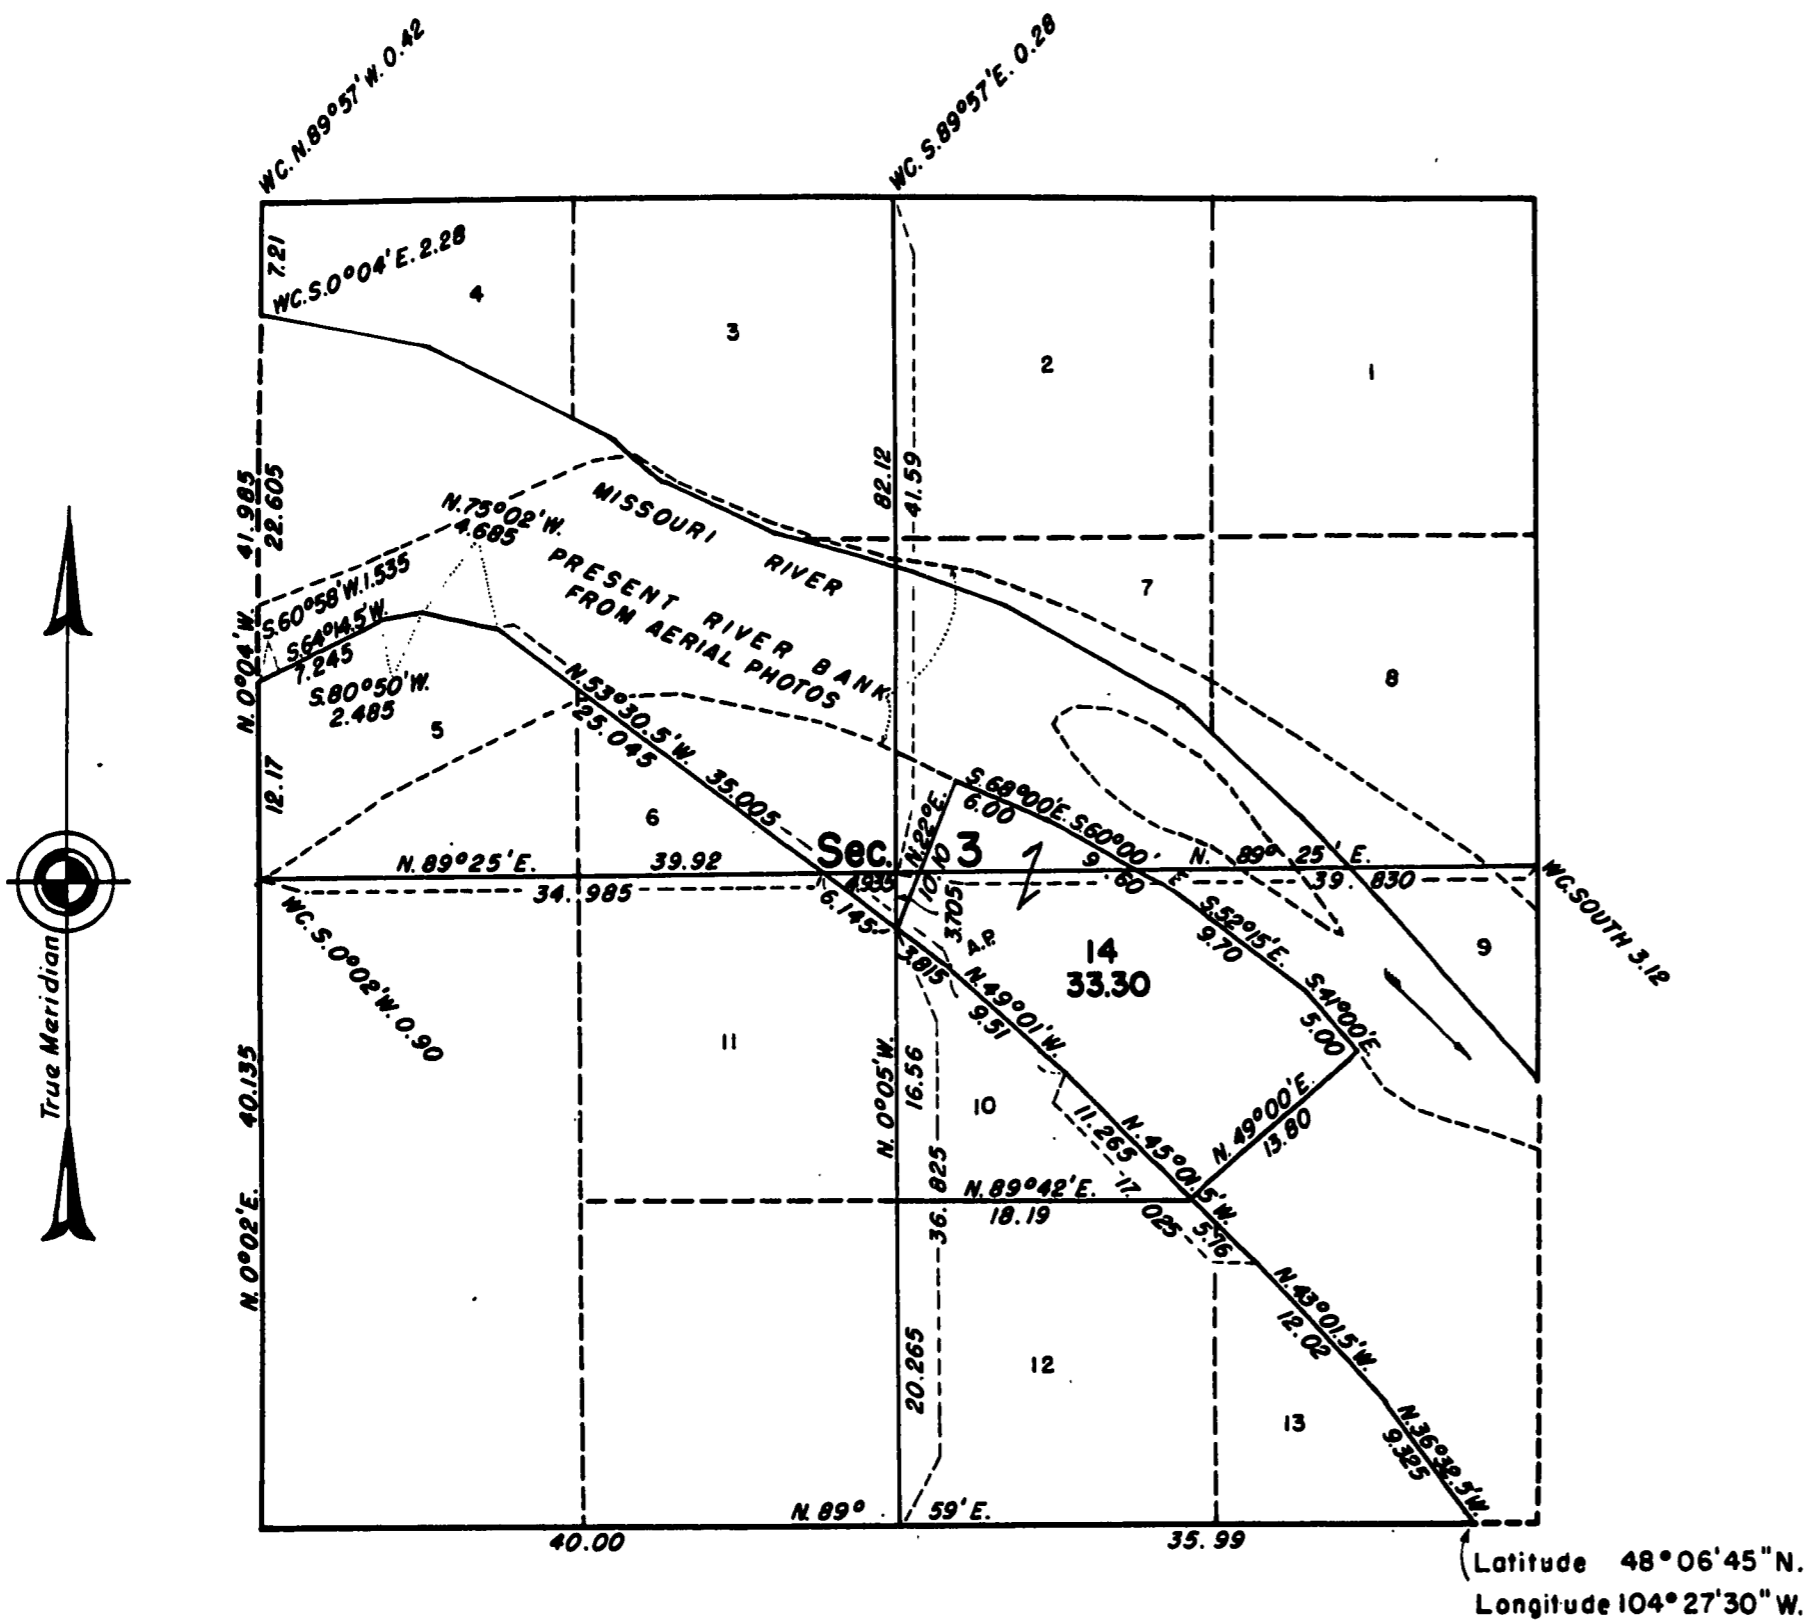 WC. N. 89°57'W. 0.42
WC. S. 89°57'E. 0.28
7.21
WC. S. 0°04'E. 2.28
4
3
2
1
N. 0°04'W. 41.985
22.605
82.12
41.59
N. 75°02'W.
4.685
MISSOURI RIVER
PRESENT RIVER BANK
FROM AERIAL PHOTOS
S. 60°58'W. 1.535
S. 64°14.5'W.
7.245
S. 80°50'W.
2.485
5
7
8
12.17
N. 53°30.5'W. 35.005
25.045
6
S. 68°00'E.
6.00
S. 60°00'E.
9.60
N. 22°E.
10.10
Sec. 3
N. 89°25'E. 39.92
34.985
4.935
N. 89° 25'E.
39.830
WC. SOUTH 3.12
6.145
3.705
A.P.
3.815
S. 52°15'E.
9.70
9
14
33.30
S. 41°00'E.
5.00
WC. S. 0°02'W. 0.90
True Meridian
N. 49°01'W.
9.51
11
10
N. 0°02'E. 40.135
N. 0°05'W.
16.56
36.825
N. 49°00'E.
13.80
N. 45°01.5'W.
11.265
17.025
5.76
N. 89°42'E.
18.19
N. 43°01.5'W.
12.02
20.265
12
13
N. 36°32.5'W.
9.325
N. 89° 59'E.
40.00
35.99
Latitude 48°06'45"N.
Longitude 104°27'30"W.